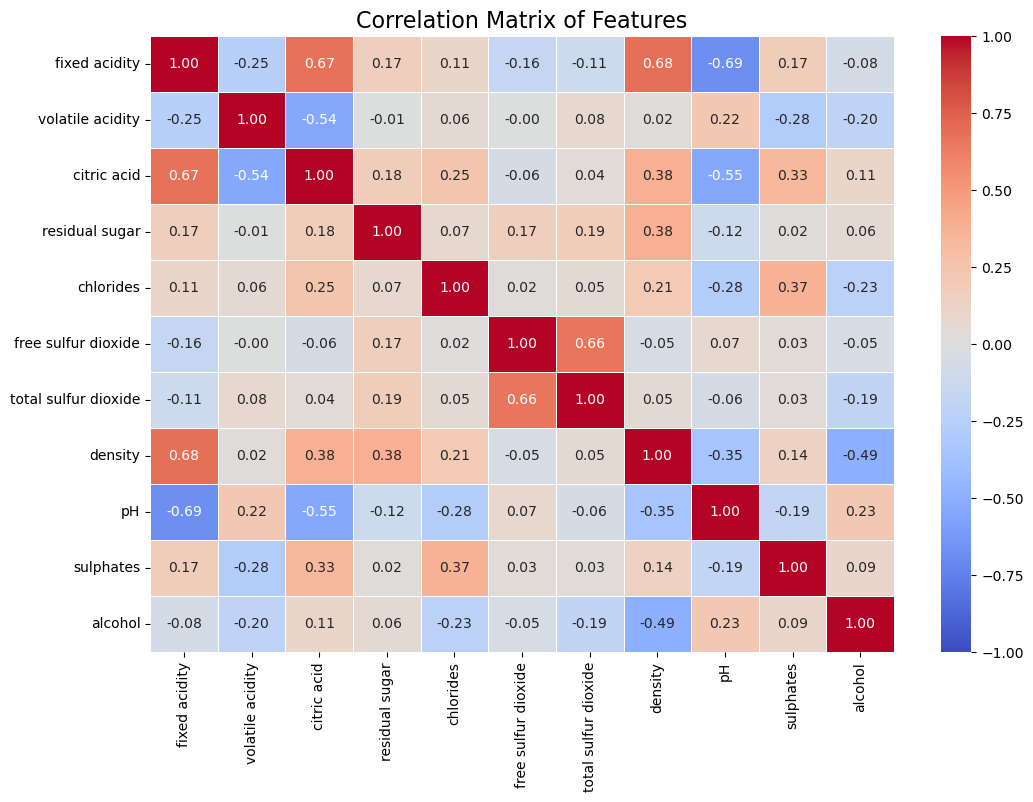 Correlation Matrix of Features
fixed acidity 1.00 -0.25 0.67 0.17 0.11 -0.16 -0.11 0.68 -0.69 0.17 -0.08
volatile acidity -0.25 1.00 -0.54 -0.01 0.06 -0.00 0.08 0.02 0.22 -0.28 -0.20
citric acid 0.67 -0.54 1.00 0.18 0.25 -0.06 0.04 0.38 -0.55 0.33 0.11
residual sugar 0.17 -0.01 0.18 1.00 0.07 0.17 0.19 0.38 -0.12 0.02 0.06
chlorides 0.11 0.06 0.25 0.07 1.00 0.02 0.05 0.21 -0.28 0.37 -0.23
free sulfur dioxide -0.16 -0.00 -0.06 0.17 0.02 1.00 0.66 -0.05 0.07 0.03 -0.05
total sulfur dioxide -0.11 0.08 0.04 0.19 0.05 0.66 1.00 0.05 -0.06 0.03 -0.19
density 0.68 0.02 0.38 0.38 0.21 -0.05 0.05 1.00 -0.35 0.14 -0.49
pH -0.69 0.22 -0.55 -0.12 -0.28 0.07 -0.06 -0.35 1.00 -0.19 0.23
sulphates 0.17 -0.28 0.33 0.02 0.37 0.03 0.03 0.14 -0.19 1.00 0.09
alcohol -0.08 -0.20 0.11 0.06 -0.23 -0.05 -0.19 -0.49 0.23 0.09 1.00
fixed acidity
volatile acidity
citric acid
residual sugar
chlorides
free sulfur dioxide
total sulfur dioxide
density
pH
sulphates
alcohol
1.00
0.75
0.50
0.25
0.00
−0.25
−0.50
−0.75
−1.00